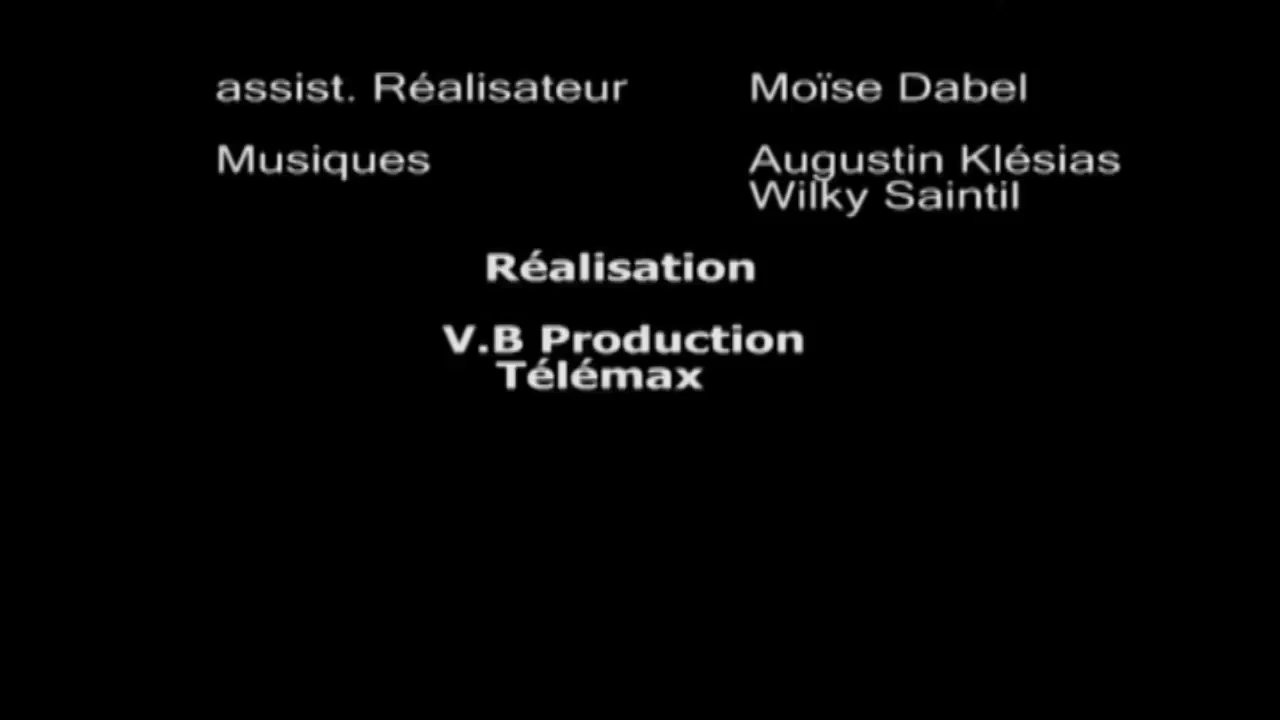 assist. Réalisateur Moïse Dabel
Musiques Augustin Klésias
Wilky Saintil
Réalisation
V.B Production
Télémax